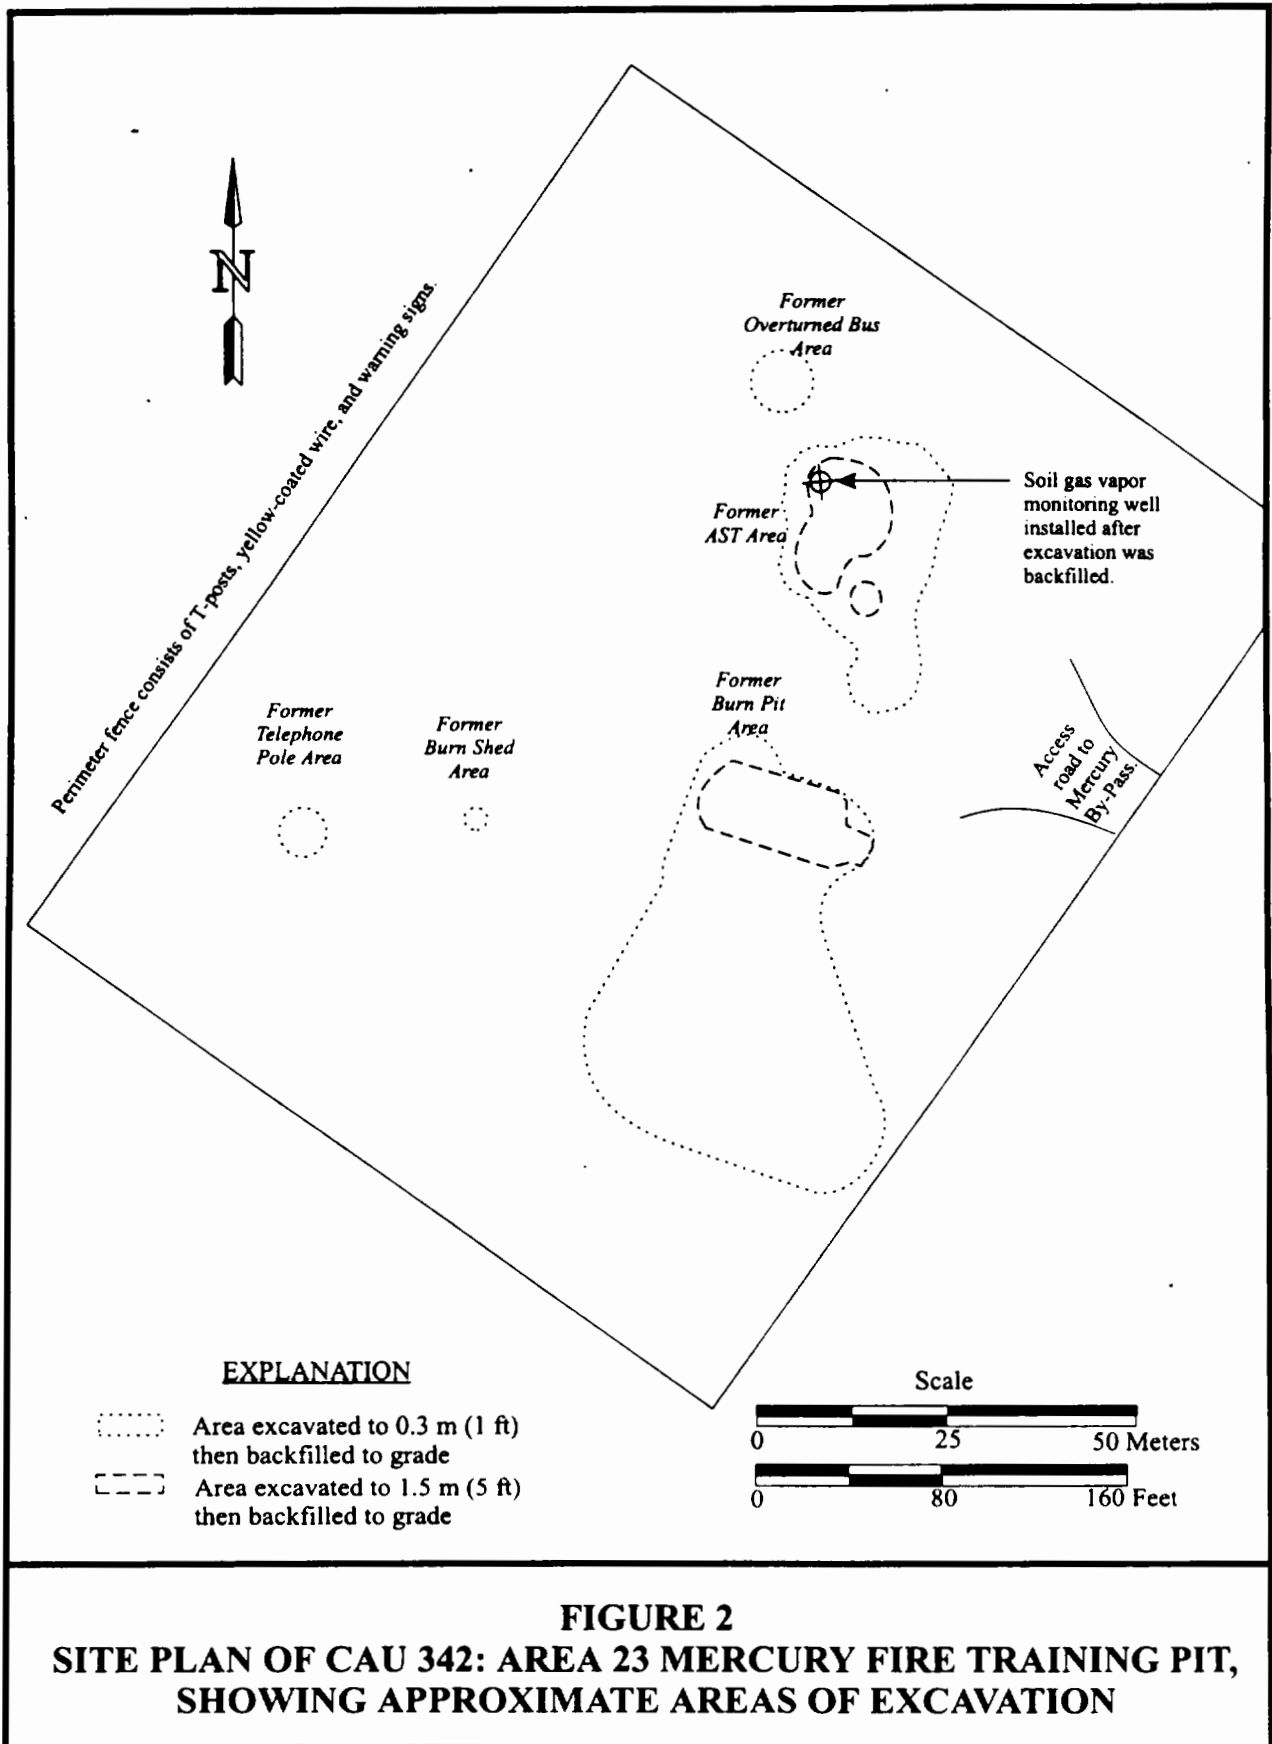 N
Perimeter fence consists of T-posts, yellow-coated wire, and warning signs.
Former
Overturned Bus
Area
Former
AST Area
Soil gas vapor
monitoring well
installed after
excavation was
backfilled.
Former
Burn Pit
Area
Former
Telephone
Pole Area
Former
Burn Shed
Area
Access
road to
Mercury
By-Pass.
EXPLANATION
Area excavated to 0.3 m (1 ft)
then backfilled to grade
Area excavated to 1.5 m (5 ft)
then backfilled to grade
Scale
0 25 50 Meters
0 80 160 Feet
FIGURE 2
SITE PLAN OF CAU 342: AREA 23 MERCURY FIRE TRAINING PIT,
SHOWING APPROXIMATE AREAS OF EXCAVATION